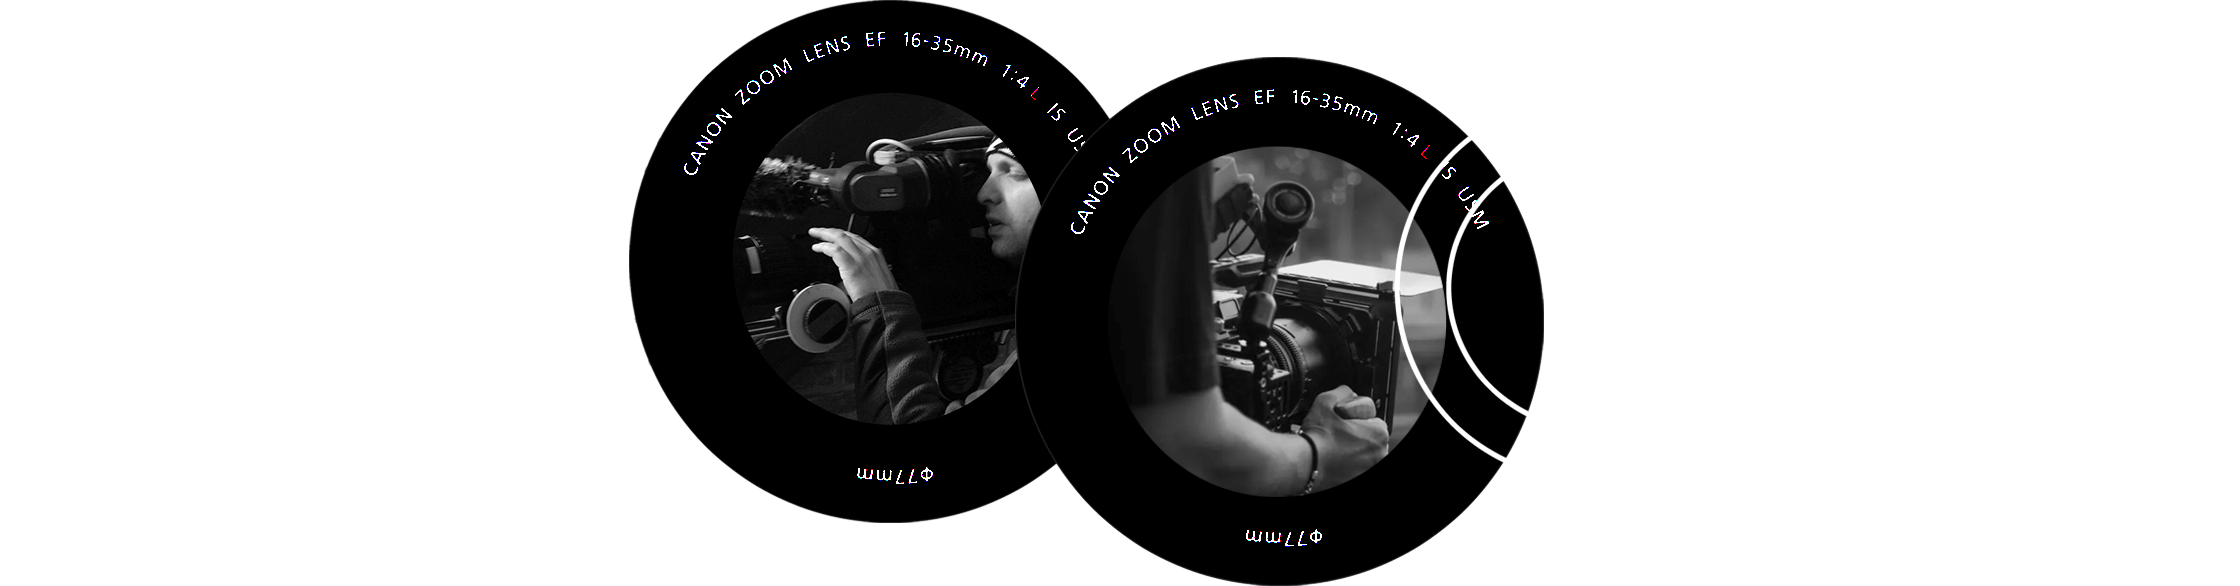 CANON ZOOM LENS EF 16-35mm 1:4 L IS US
Φ77mm
CANON ZOOM LENS EF 16-35mm 1:4 L IS USM
Φ77mm